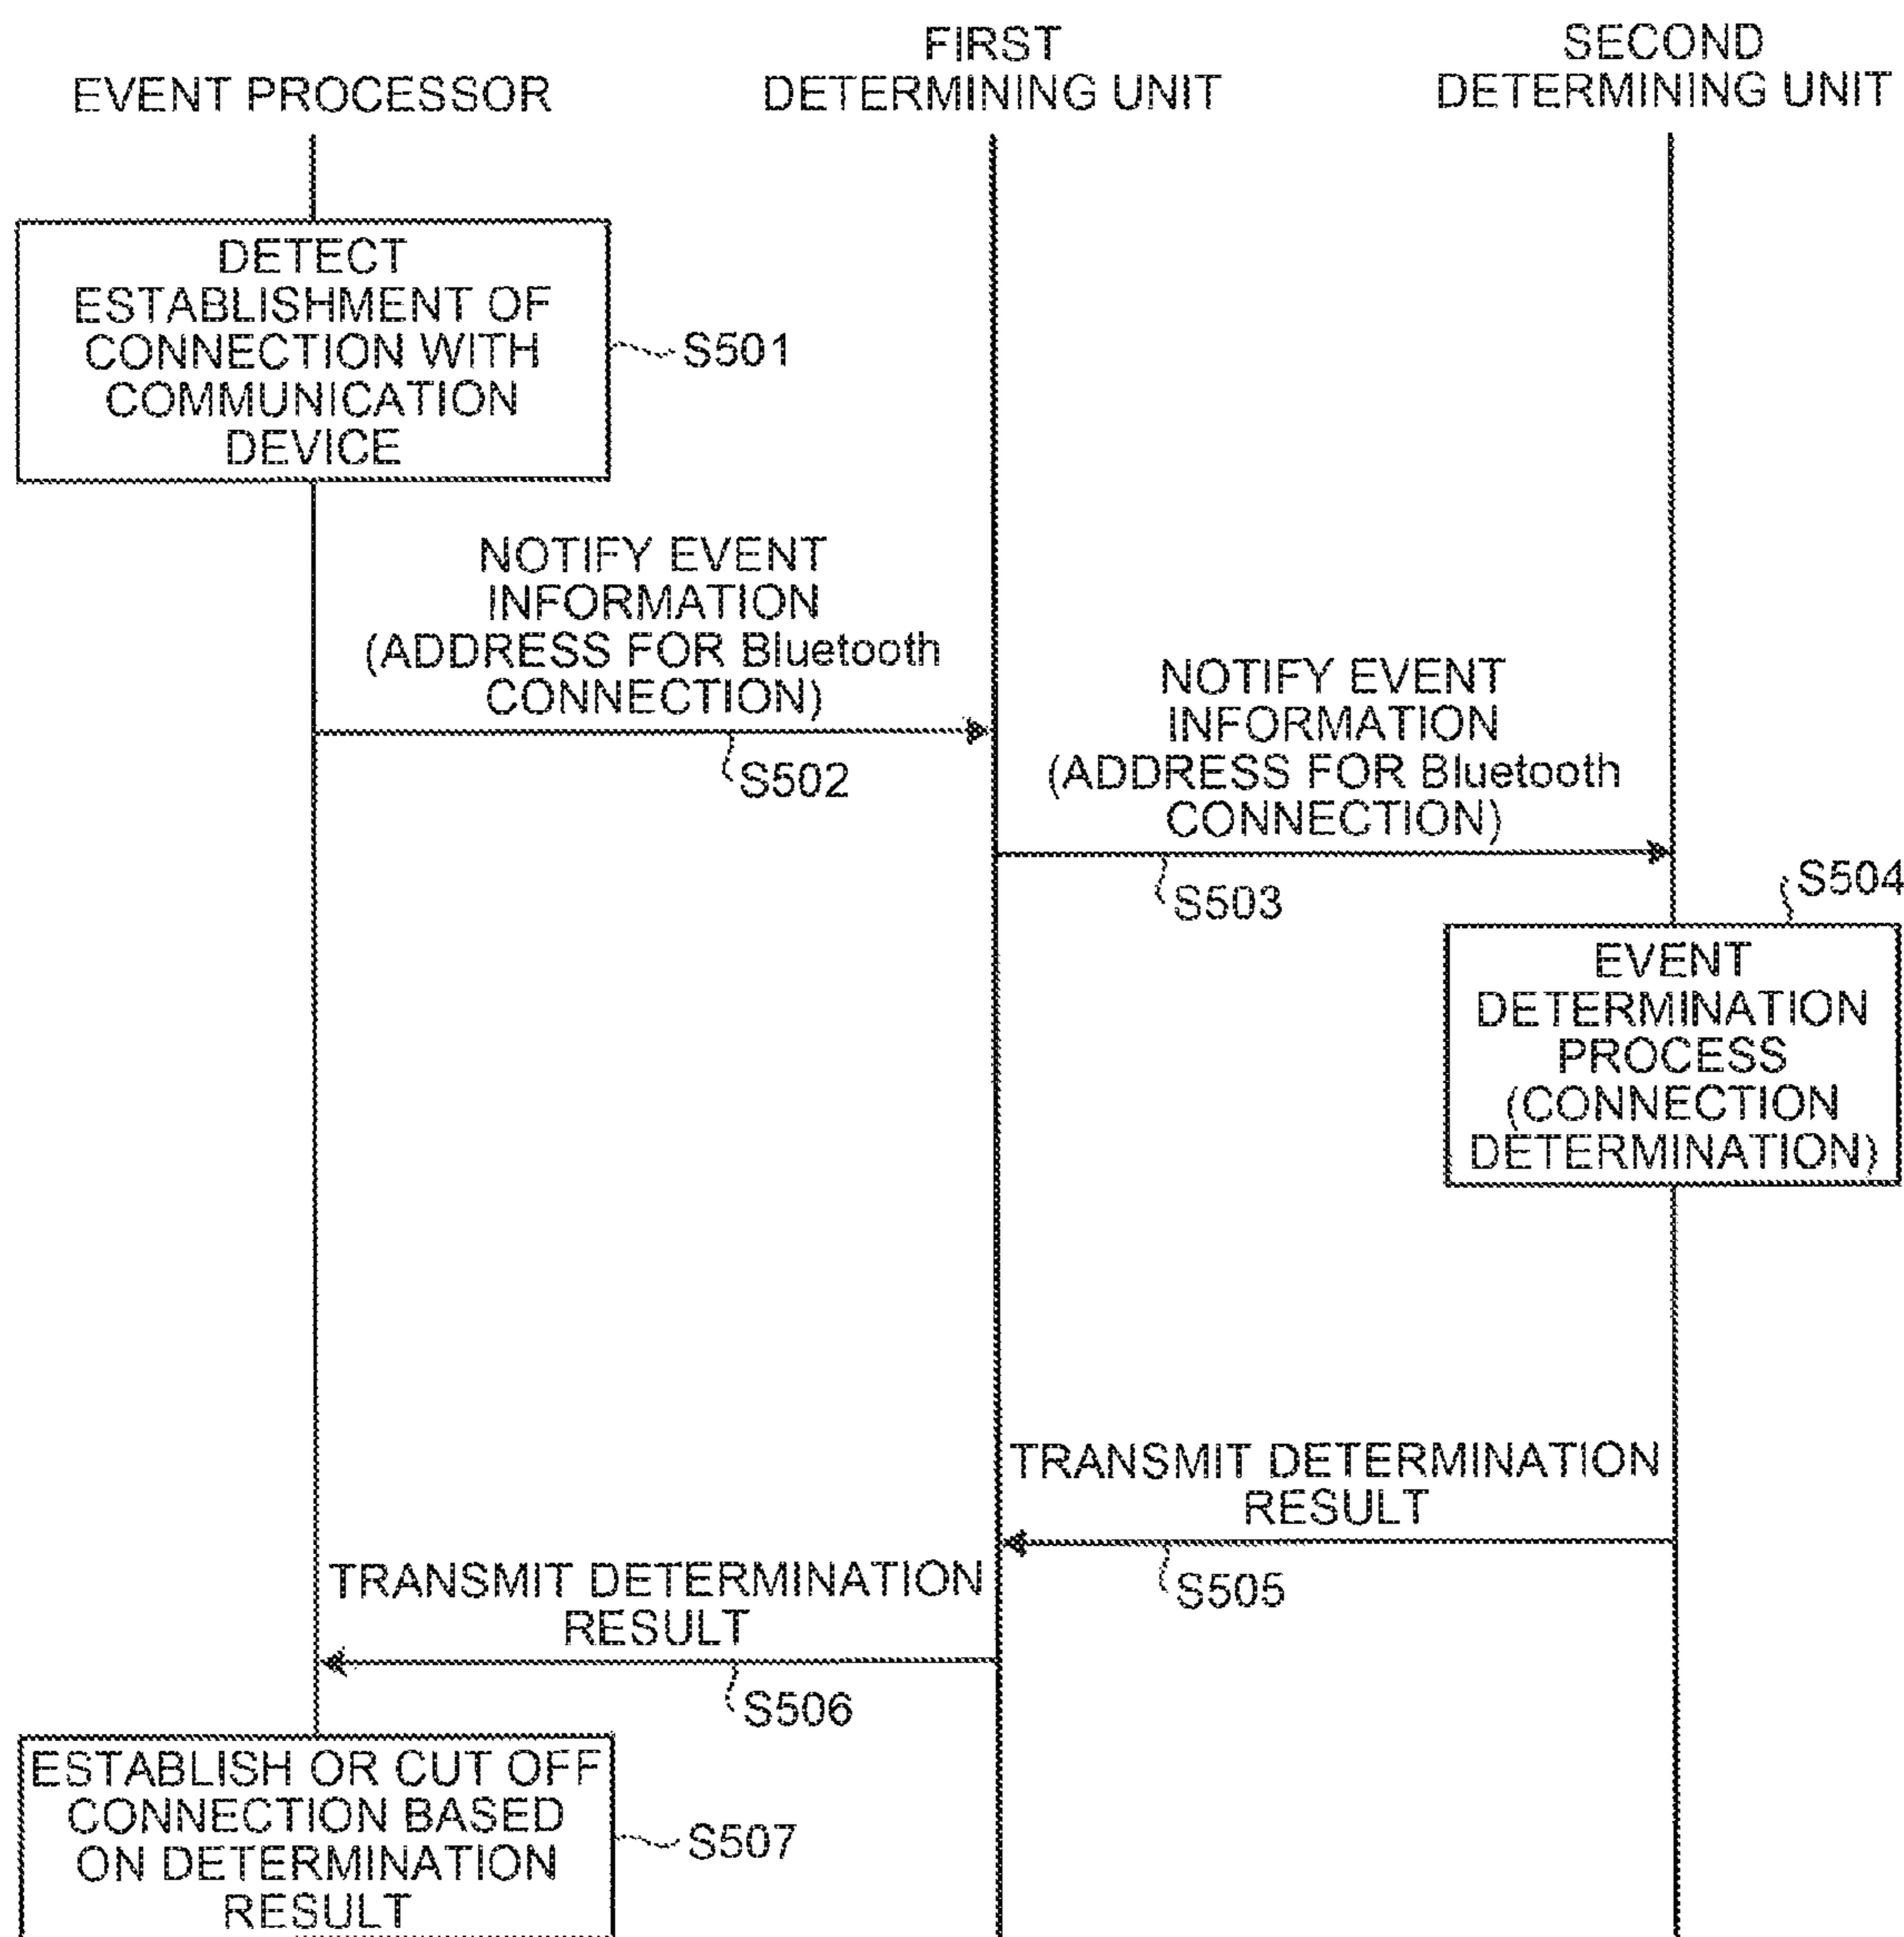 EVENT PROCESSOR
FIRST
DETERMINING UNIT
SECOND
DETERMINING UNIT
DETECT
ESTABLISHMENT OF
CONNECTION WITH
COMMUNICATION
DEVICE
S501
NOTIFY EVENT
INFORMATION
(ADDRESS FOR Bluetooth
CONNECTION)
S502
NOTIFY EVENT
INFORMATION
(ADDRESS FOR Bluetooth
CONNECTION)
S503
S504
EVENT
DETERMINATION
PROCESS
(CONNECTION
DETERMINATION)
TRANSMIT DETERMINATION
RESULT
S505
TRANSMIT DETERMINATION
RESULT
S506
ESTABLISH OR CUT OFF
CONNECTION BASED
ON DETERMINATION
RESULT
S507